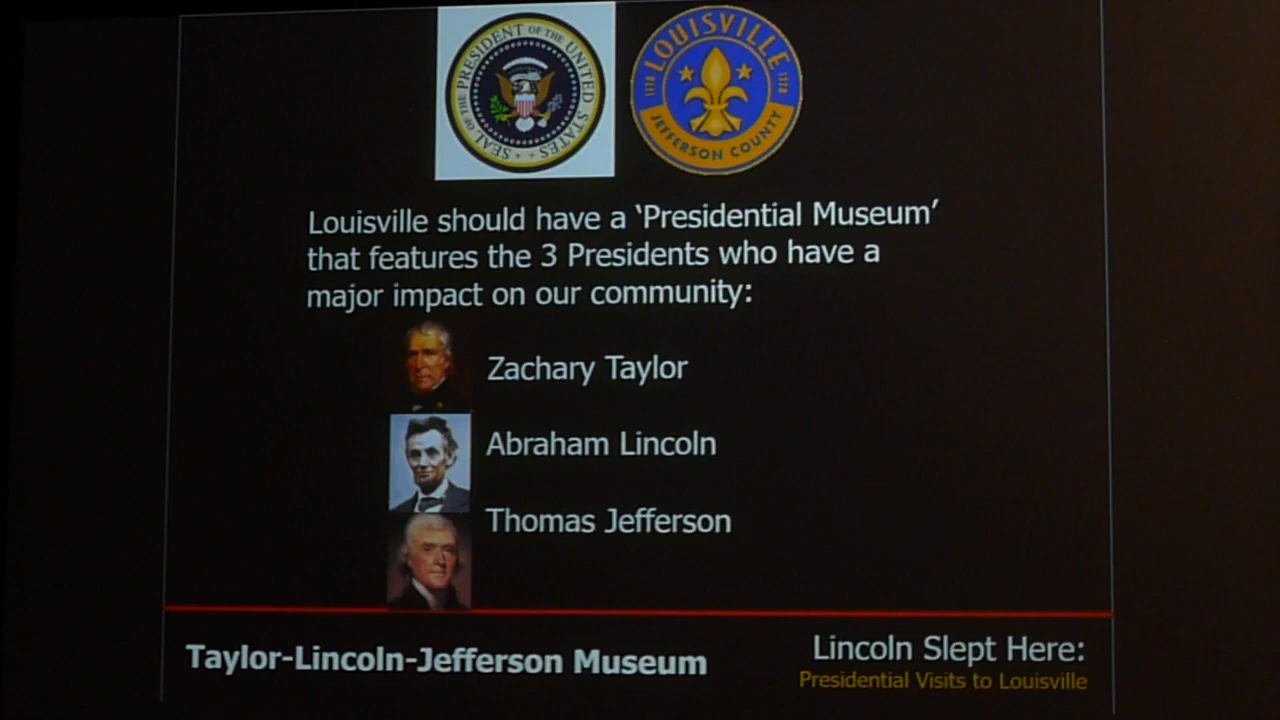 SEAL OF THE PRESIDENT OF THE UNITED STATES
LOUISVILLE
1778 1778
JEFFERSON COUNTY
Louisville should have a ‘Presidential Museum’
that features the 3 Presidents who have a
major impact on our community:
Zachary Taylor
Abraham Lincoln
Thomas Jefferson
Taylor-Lincoln-Jefferson Museum
Lincoln Slept Here:
Presidential Visits to Louisville